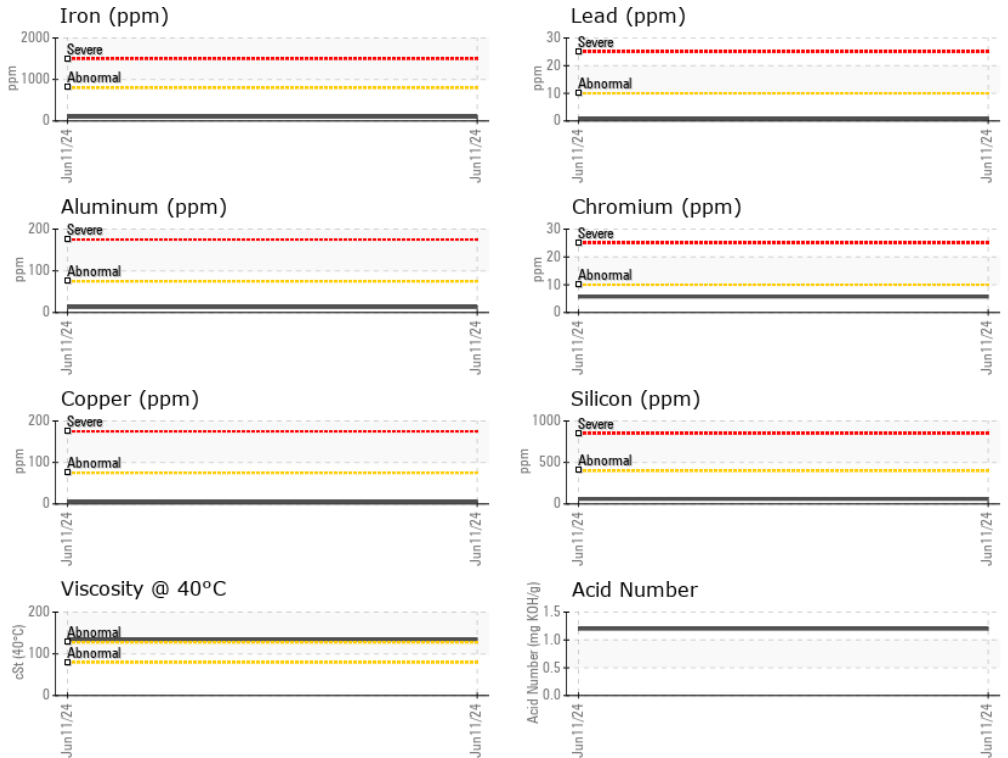 Iron (ppm)
2000
1000
0
ppm
Severe
Abnormal
Jun11/24
Jun11/24
Lead (ppm)
30
20
10
0
ppm
Severe
Abnormal
Jun11/24
Jun11/24
Aluminum (ppm)
200
100
0
ppm
Severe
Abnormal
Jun11/24
Jun11/24
Chromium (ppm)
30
20
10
0
ppm
Severe
Abnormal
Jun11/24
Jun11/24
Copper (ppm)
200
100
0
ppm
Severe
Abnormal
Jun11/24
Jun11/24
Silicon (ppm)
1000
500
0
ppm
Severe
Abnormal
Jun11/24
Jun11/24
Viscosity @ 40°C
200
100
0
cSt (40°C)
Abnormal
Abnormal
Jun11/24
Jun11/24
Acid Number
1.5
1.0
0.5
0.0
Acid Number (mg KOH/g)
Jun11/24
Jun11/24